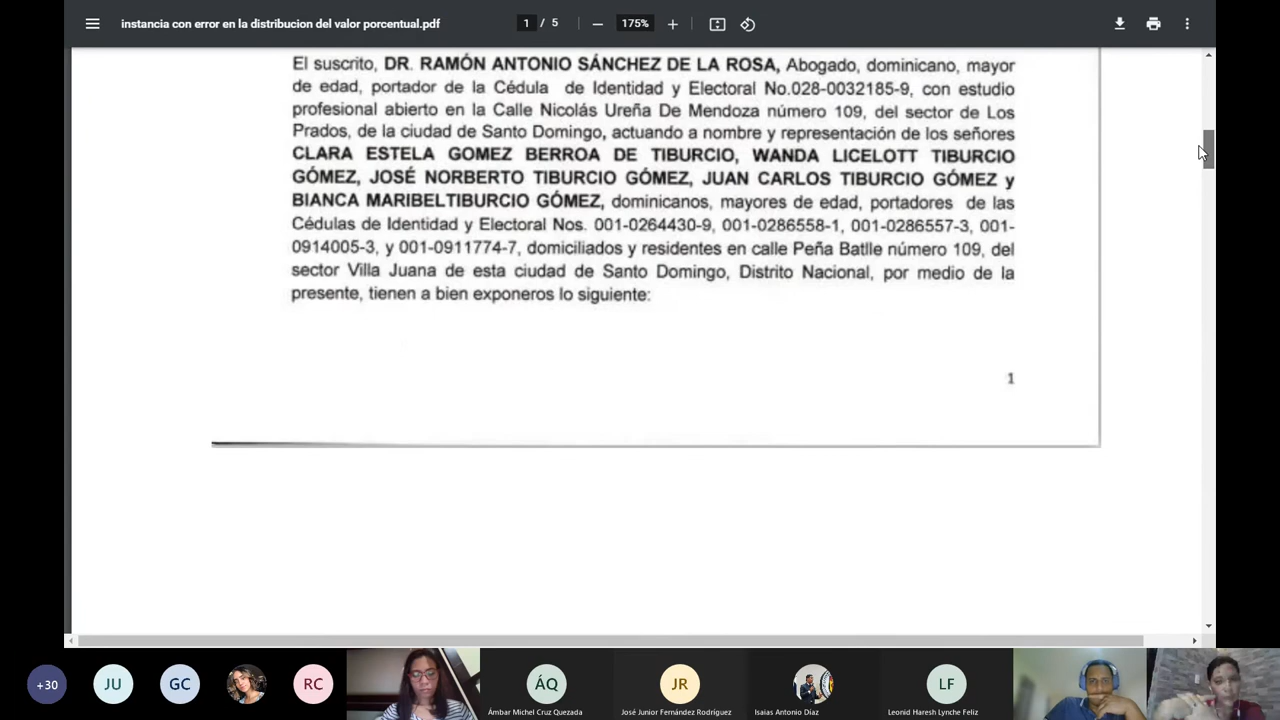 instancia con error en la distribucion del valor porcentual.pdf
1 / 5
175%
El suscrito, DR. RAMÓN ANTONIO SÁNCHEZ DE LA ROSA, Abogado, dominicano, mayor
de edad, portador de la Cédula de Identidad y Electoral No.028-0032185-9, con estudio
profesional abierto en la Calle Nicolás Ureña De Mendoza número 109, del sector de Los
Prados, de la ciudad de Santo Domingo, actuando a nombre y representación de los señores
CLARA ESTELA GOMEZ BERROA DE TIBURCIO, WANDA LICELOTT TIBURCIO
GÓMEZ, JOSÉ NORBERTO TIBURCIO GÓMEZ, JUAN CARLOS TIBURCIO GÓMEZ y
BIANCA MARIBELTIBURCIO GÓMEZ, dominicanos, mayores de edad, portadores de las
Cédulas de Identidad y Electoral Nos. 001-0264430-9, 001-0286558-1, 001-0286557-3, 001-
0914005-3, y 001-0911774-7, domiciliados y residentes en calle Peña Batlle número 109, del
sector Villa Juana de esta ciudad de Santo Domingo, Distrito Nacional, por medio de la
presente, tienen a bien exponeros lo siguiente:
1
+30
JU
GC
RC
ÁQ
JR
LF
Ámbar Michel Cruz Quezada
José Junior Fernández Rodríguez
Isaias Antonio Díaz
Leonid Haresh Lynche Feliz